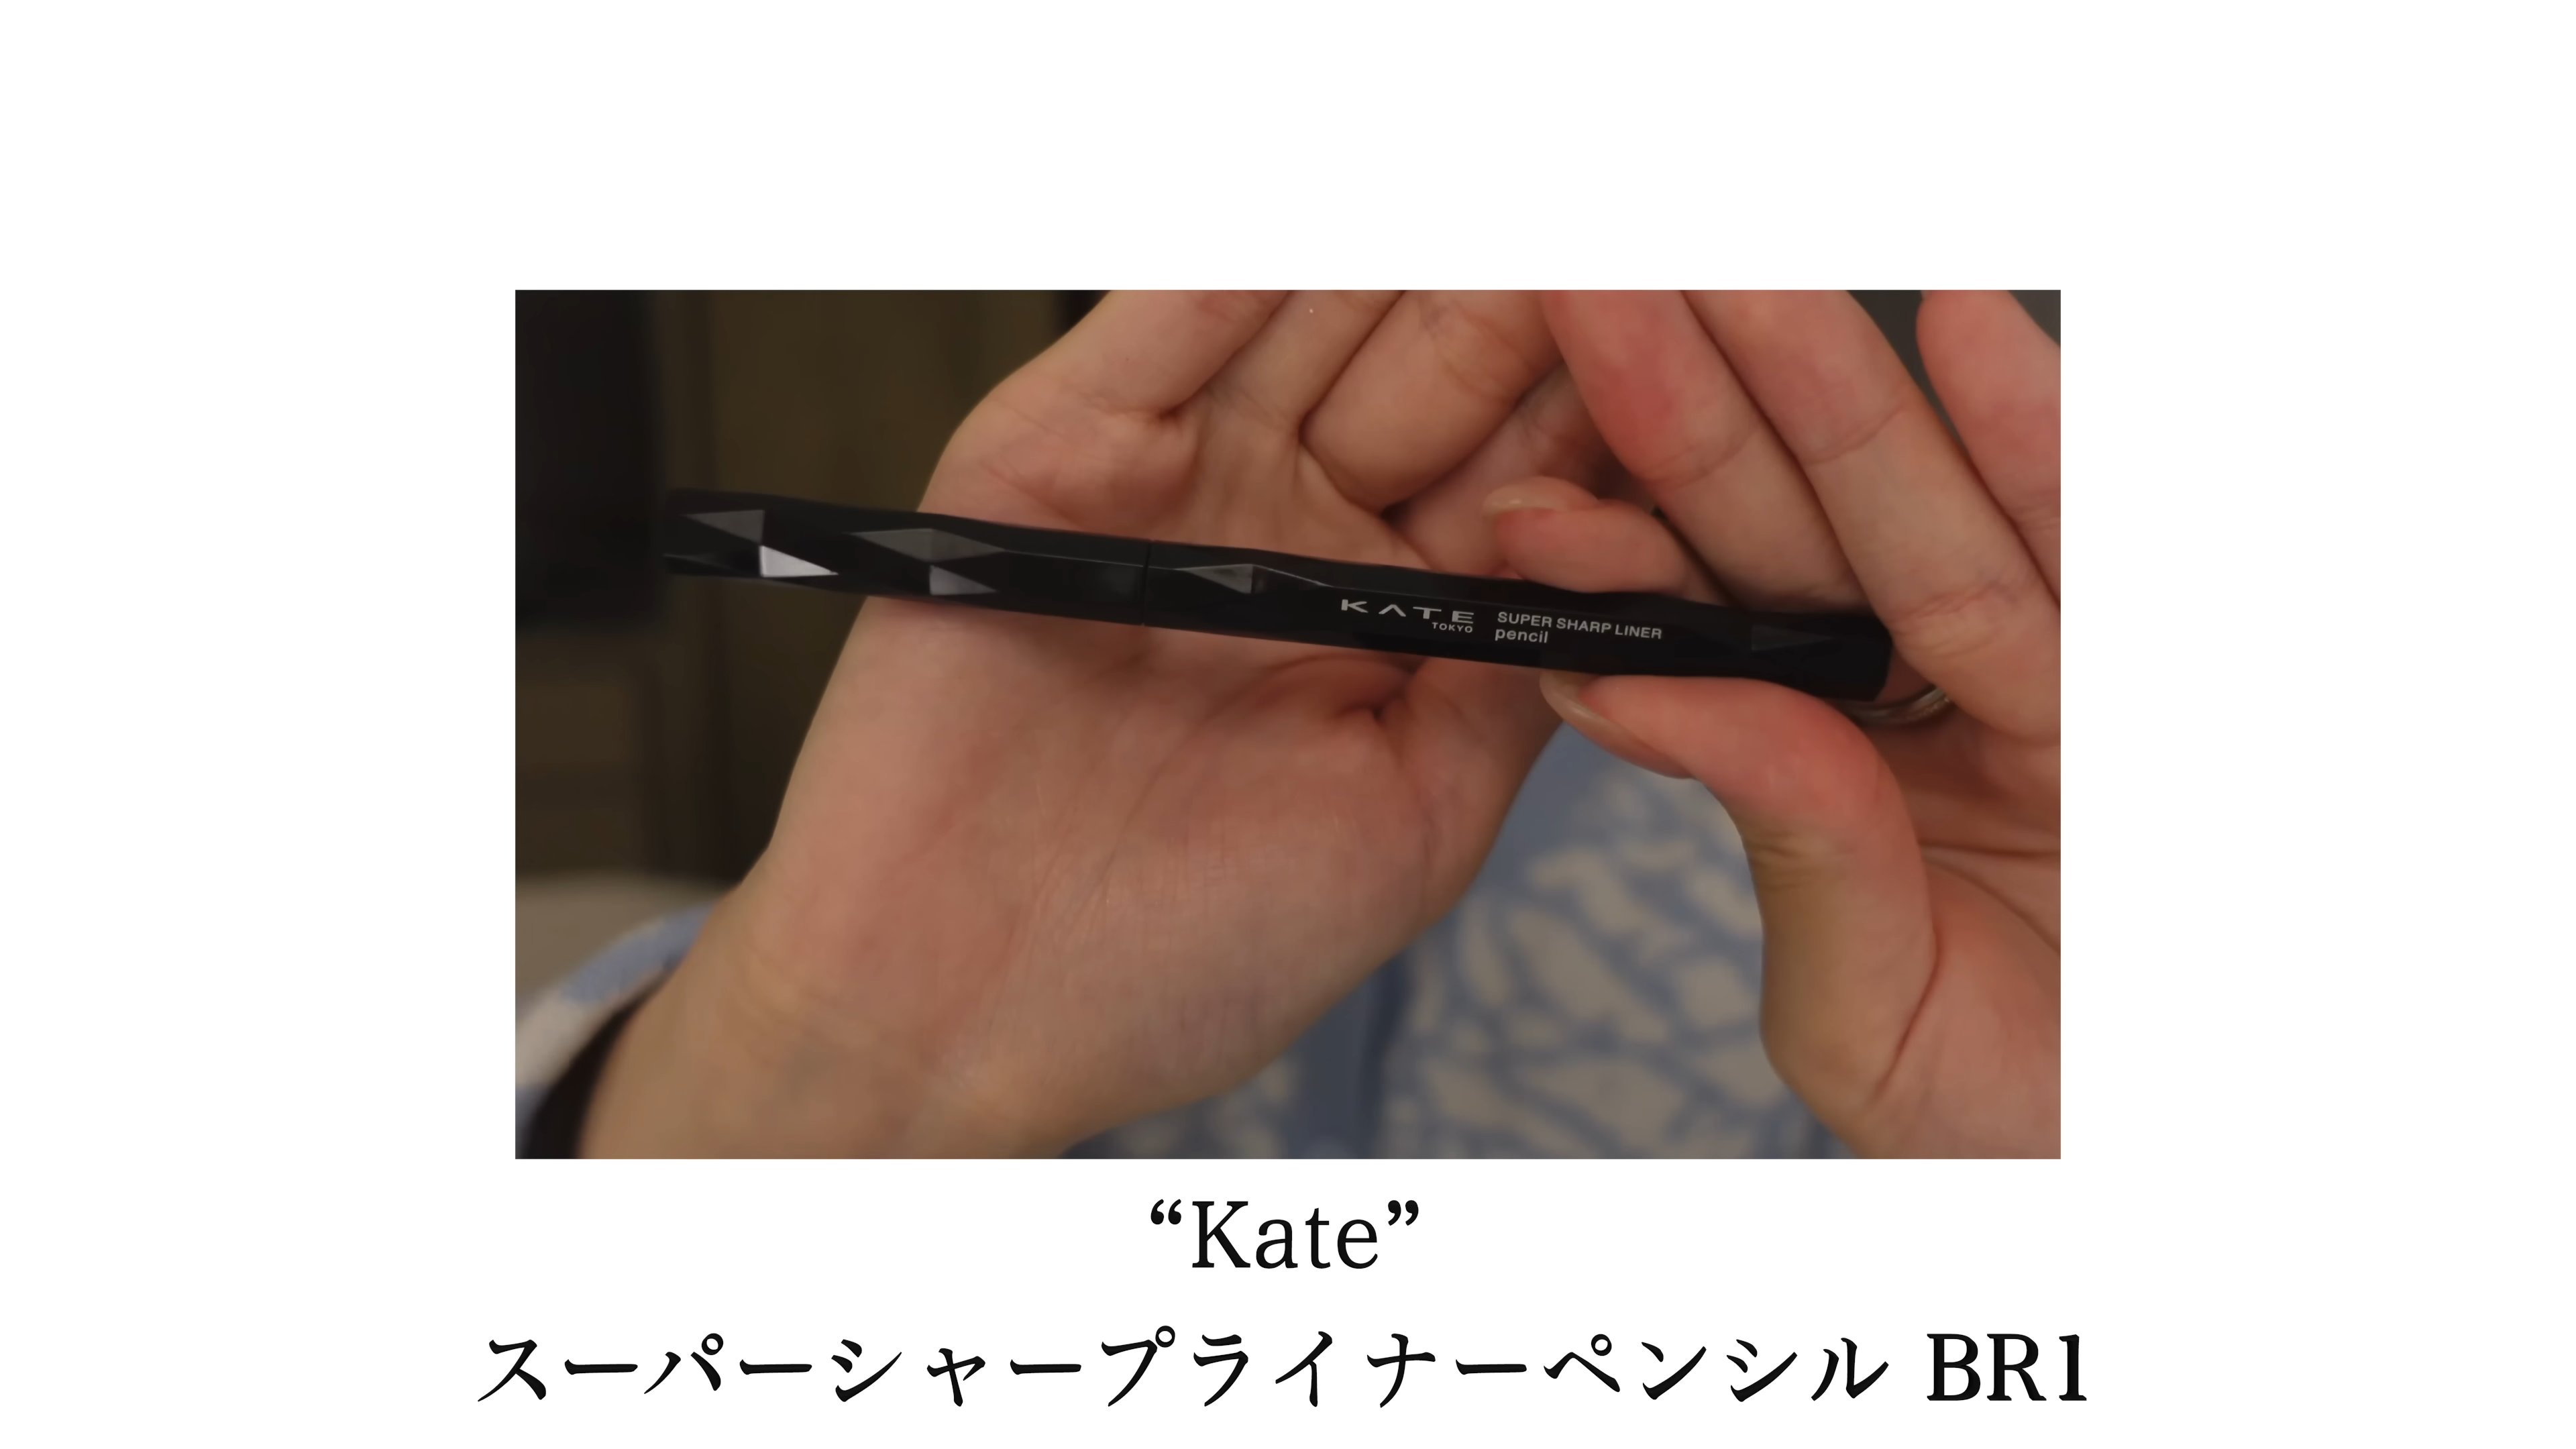 KATE
TOKYO
SUPER SHARP LINER
pencil
“Kate”
スーパーシャープライナーペンシル BR1